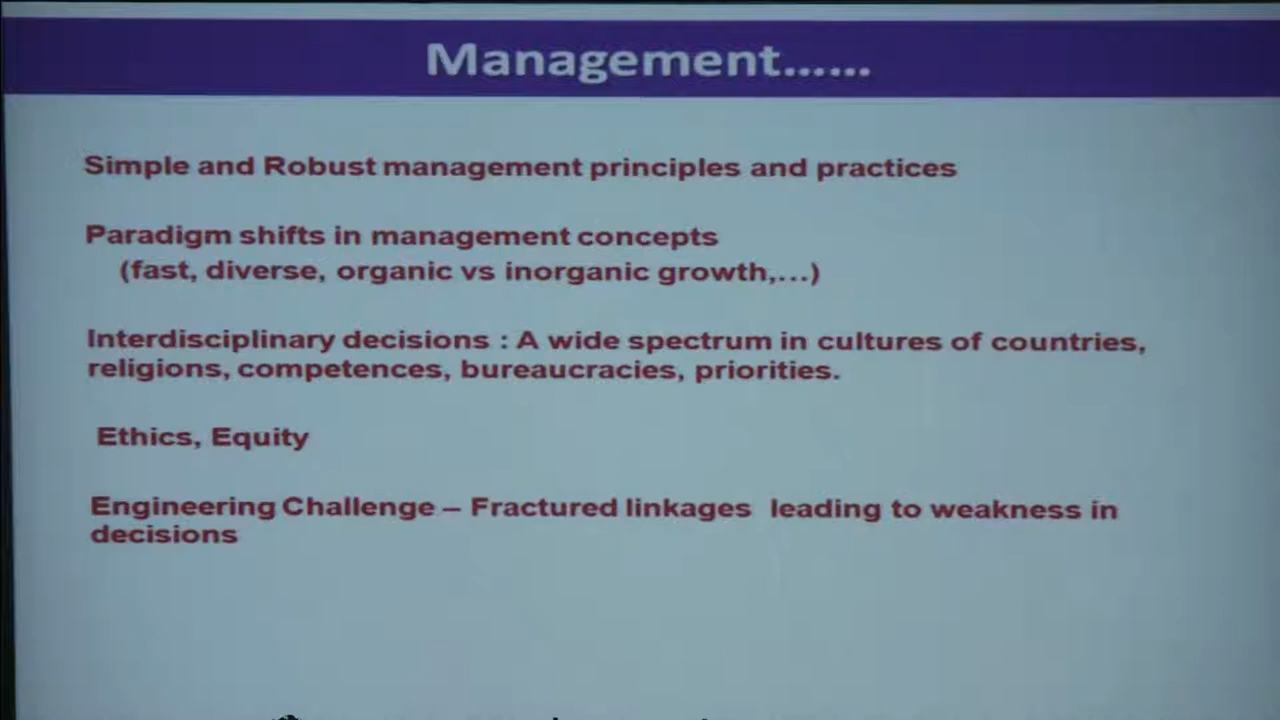 Management......
Simple and Robust management principles and practices
Paradigm shifts in management concepts
(fast, diverse, organic vs inorganic growth,...)
Interdisciplinary decisions : A wide spectrum in cultures of countries,
religions, competences, bureaucracies, priorities.
Ethics, Equity
Engineering Challenge – Fractured linkages leading to weakness in
decisions